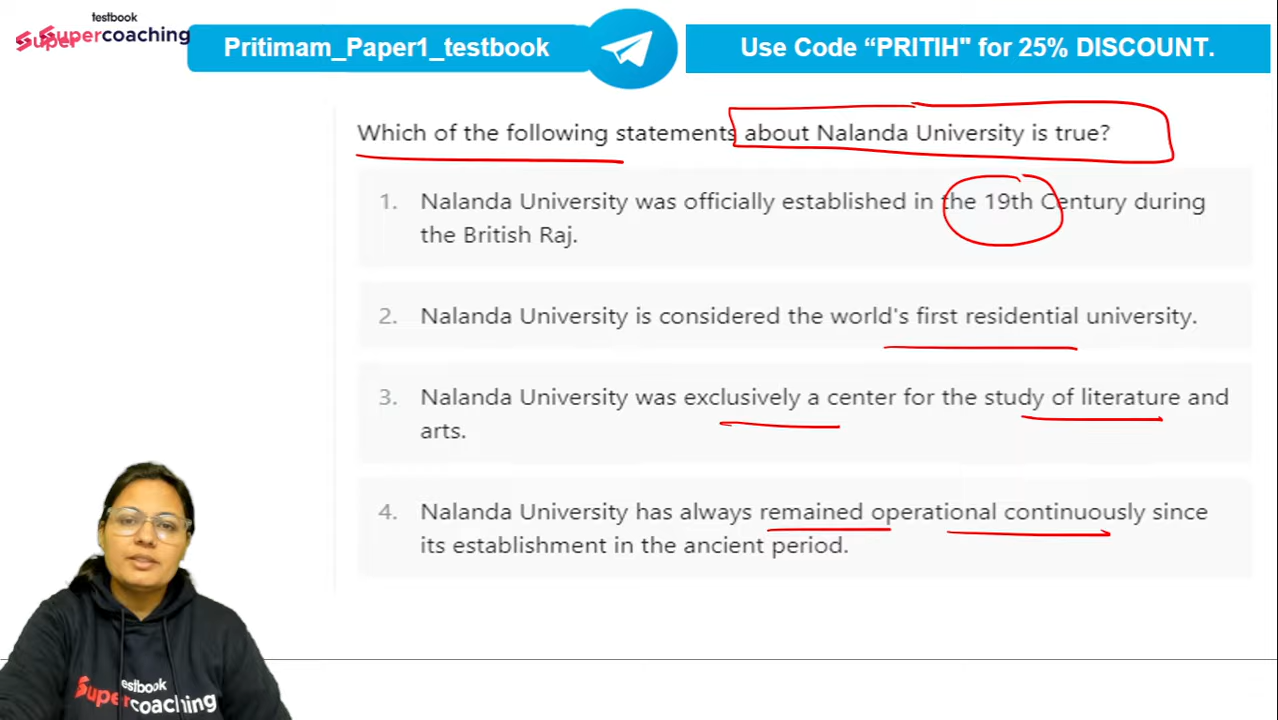 testbook
Supercoaching
Super
Pritimam_Paper1_testbook
Use Code “PRITIH" for 25% DISCOUNT.
Which of the following statements about Nalanda University is true?
1. Nalanda University was officially established in the 19th Century during
the British Raj.
2. Nalanda University is considered the world's first residential university.
3. Nalanda University was exclusively a center for the study of literature and
arts.
4. Nalanda University has always remained operational continuously since
its establishment in the ancient period.
testbook
Supercoaching